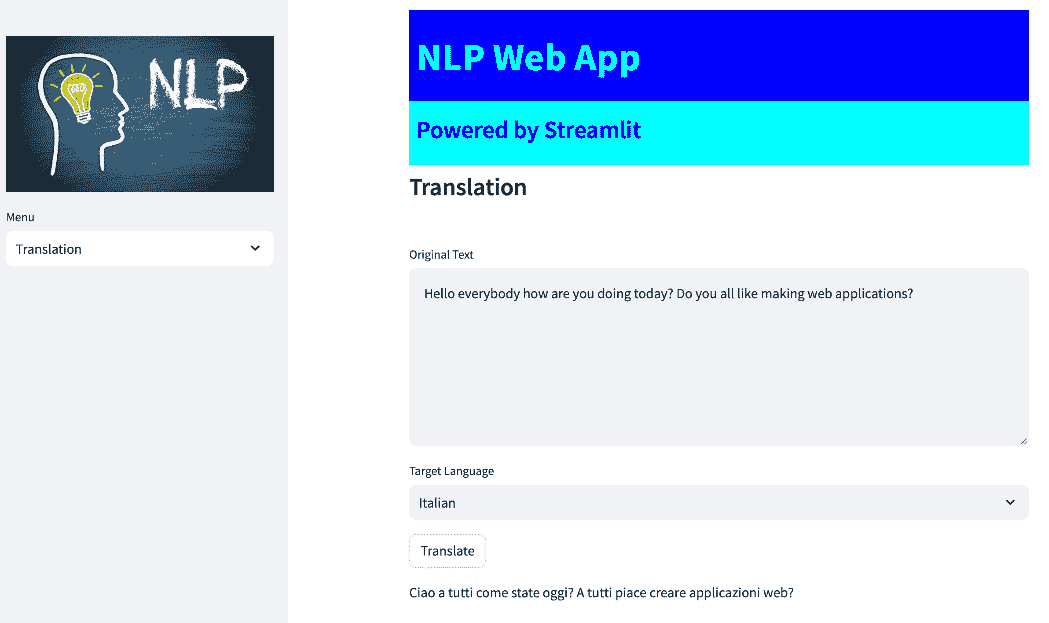 NLP
Menu
Translation
NLP Web App
Powered by Streamlit
Translation
Original Text
Hello everybody how are you doing today? Do you all like making web applications?
Target Language
Italian
Translate
Ciao a tutti come state oggi? A tutti piace creare applicazioni web?